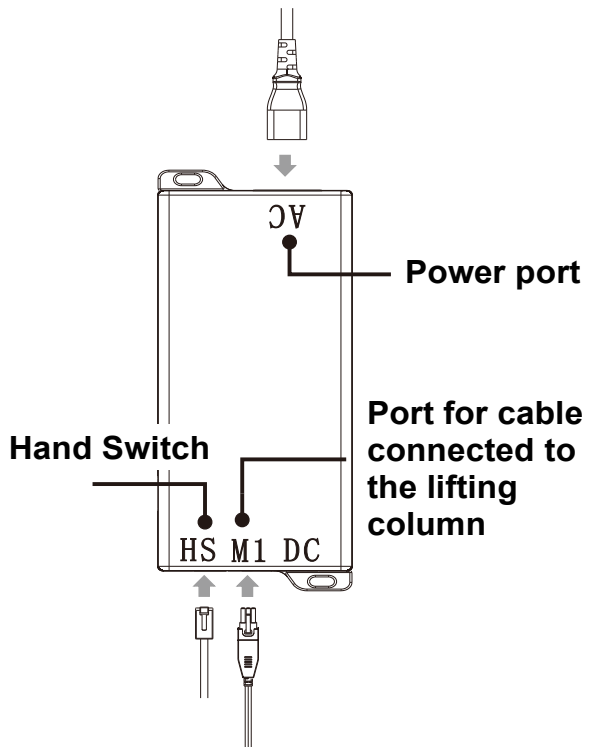 AC
Power port
Port for cable
connected to
the lifting
column
Hand Switch
HS M1 DC